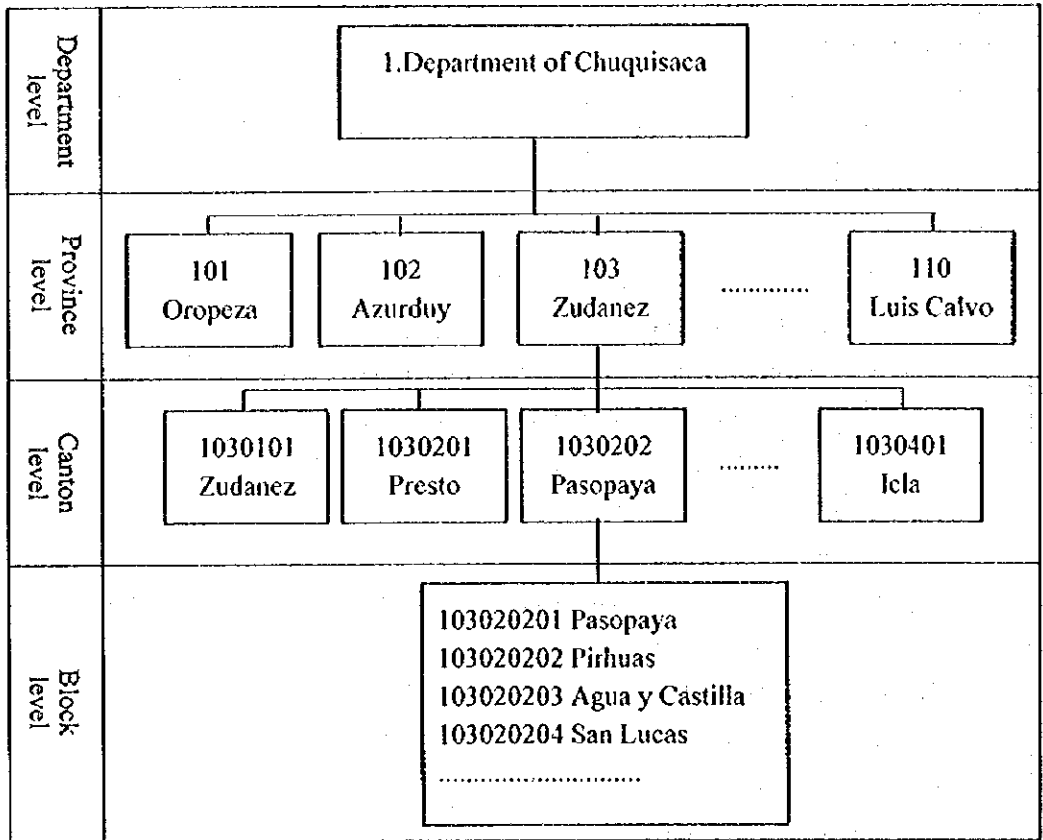 Department
level
1.Department of Chuquisaca
Province
level
101
Oropeza
102
Azurduy
103
Zudanez
.............
110
Luis Calvo
Canton
level
1030101
Zudanez
1030201
Presto
1030202
Pasopaya
.........
1030401
Icla
Block
level
103020201 Pasopaya
103020202 Pirhuas
103020203 Agua y Castilla
103020204 San Lucas
............................